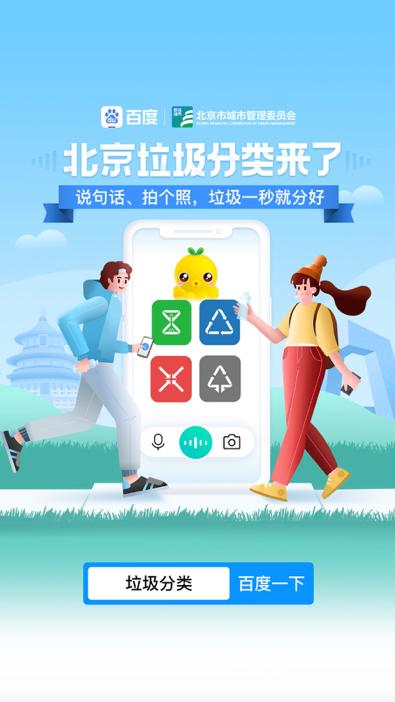 百度
北京市城市管理委员会
北京垃圾分类来了
说句话、拍个照，垃圾一秒就分好
垃圾分类
百度一下